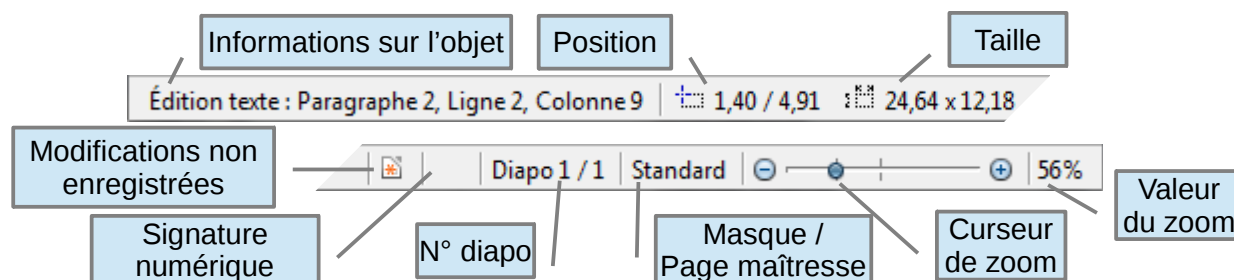 Informations sur l’objet
Position
Taille
Édition texte : Paragraphe 2, Ligne 2, Colonne 9
1,40 / 4,91
24,64 x 12,18
Modifications non
enregistrées
Diapo 1 / 1
Standard
56%
Valeur
du zoom
Signature
numérique
N° diapo
Masque /
Page maîtresse
Curseur
de zoom